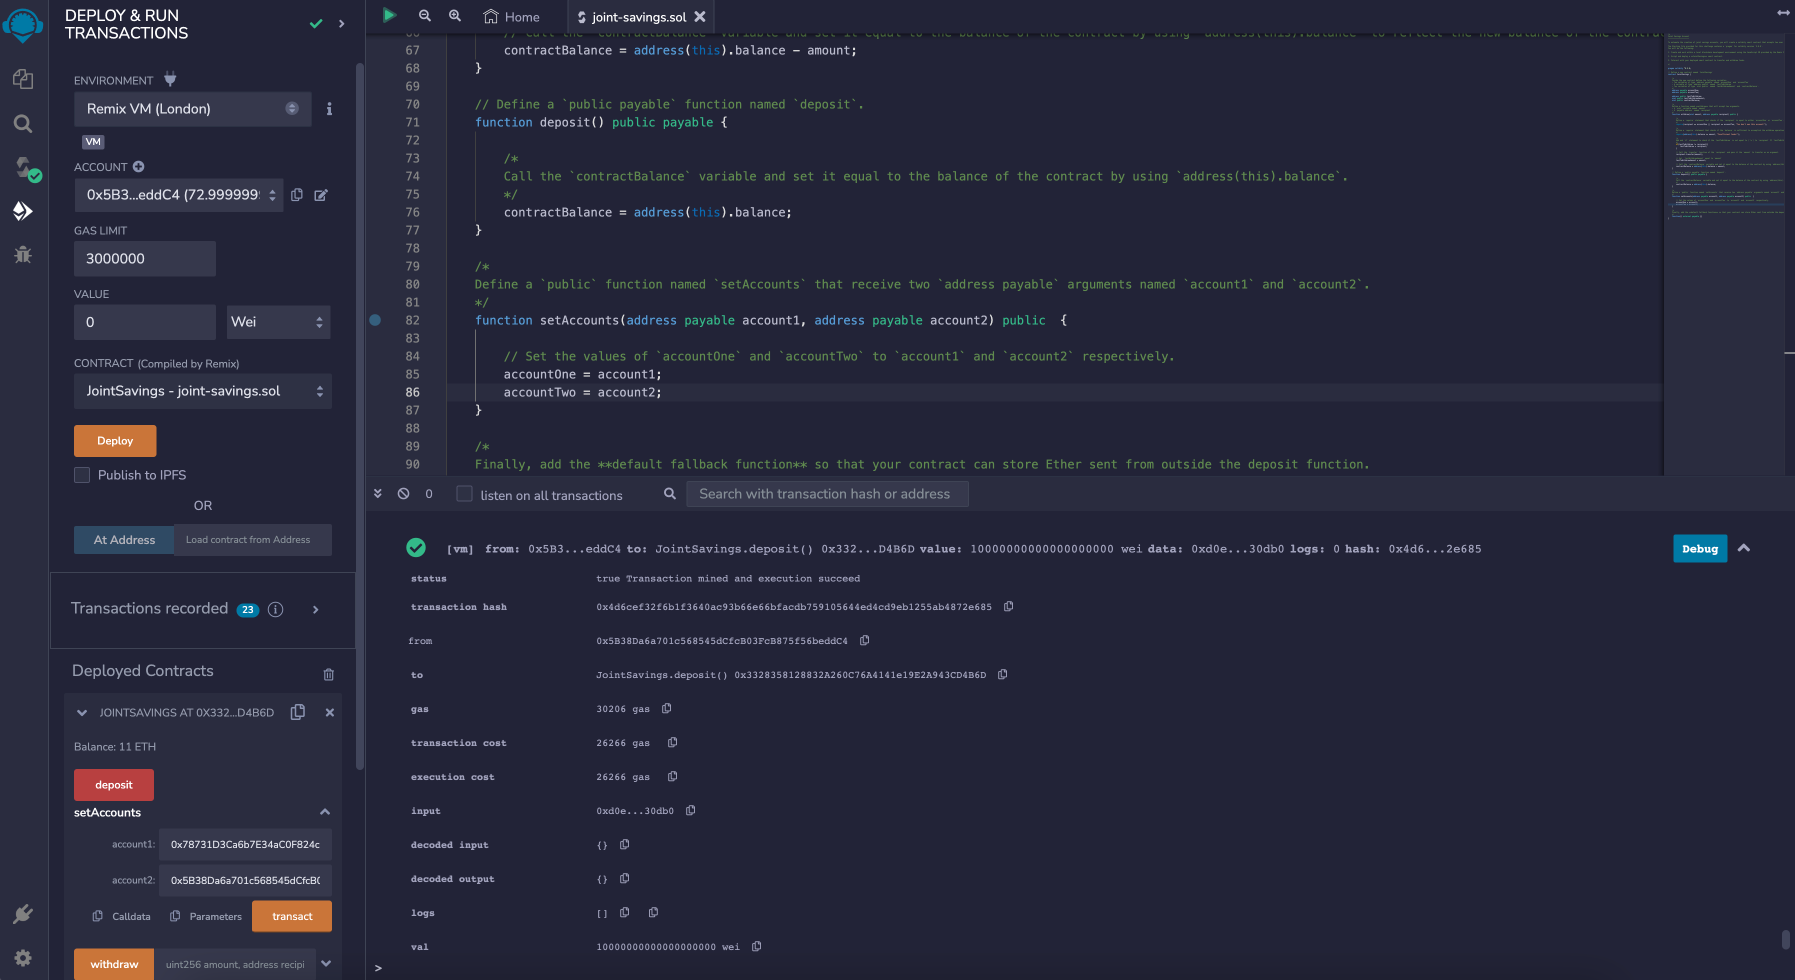 DEPLOY & RUN
TRANSACTIONS
ENVIRONMENT
Remix VM (London)
VM
ACCOUNT
0x5B3...eddC4 (72.999999
GAS LIMIT
3000000
VALUE
0
Wei
CONTRACT (Compiled by Remix)
JointSavings - joint-savings.sol
Deploy
Publish to IPFS
OR
At Address
Load contract from Address
Transactions recorded 23
Deployed Contracts
JOINTSAVINGS AT 0X332...D4B6D
Balance: 11 ETH
deposit
setAccounts
account1: 0x78731D3Ca6b7E34aC0F824c
account2: 0x5B38Da6a701c568545dCfcB
Calldata
Parameters
transact
withdraw
uint256 amount, address recipi
Home
joint-savings.sol
67 contractBalance = address(this).balance - amount;
68 }
69
70 // Define a `public payable` function named `deposit`.
71 function deposit() public payable {
72
73 /*
74 Call the `contractBalance` variable and set it equal to the balance of the contract by using `address(this).balance`.
75 */
76 contractBalance = address(this).balance;
77 }
78
79 /*
80 Define a `public` function named `setAccounts` that receive two `address payable` arguments named `account1` and `account2`.
81 */
82 function setAccounts(address payable account1, address payable account2) public {
83
84 // Set the values of `accountOne` and `accountTwo` to `account1` and `account2` respectively.
85 accountOne = account1;
86 accountTwo = account2;
87 }
88
89 /*
90 Finally, add the **default fallback function** so that your contract can store Ether sent from outside the deposit function.
0
listen on all transactions
Search with transaction hash or address
[vm] from: 0x5B3...eddC4 to: JointSavings.deposit() 0x332...D4B6D value: 10000000000000000000 wei data: 0xd0e...30db0 logs: 0 hash: 0x4d6...2e685
Debug
status true Transaction mined and execution succeed
transaction hash 0x4d6cef32f6b1f3640ac93b66e66bfacdb759105644ed4cd9eb1255ab4872e685
from 0x5B38Da6a701c568545dCfcB03FcB875f56beddC4
to JointSavings.deposit() 0x3328358128832A260C76A4141e19E2A943CD4B6D
gas 30206 gas
transaction cost 26266 gas
execution cost 26266 gas
input 0xd0e...30db0
decoded input {}
decoded output {}
logs []
val 10000000000000000000 wei
>